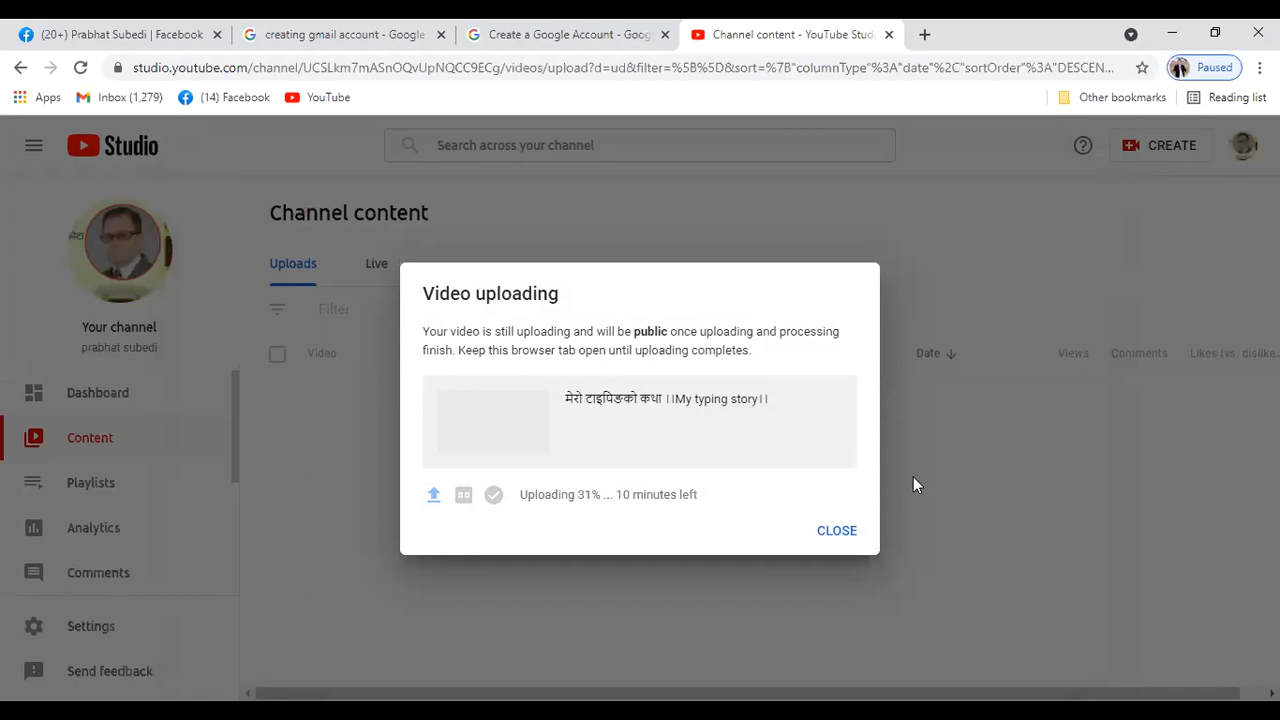 (20+) Prabhat Subedi | Facebook
creating gmail account - Google
Create a Google Account - Goog
Channel content - YouTube Stud
studio.youtube.com/channel/UCSLkm7mASnOQvUpNQCC9ECg/videos/upload?d=ud&filter=%5B%5D&sort=%7B"columnType"%3A"date"%2C"sortOrder"%3A"DESCEN...
Paused
Apps
Inbox (1,279)
(14) Facebook
YouTube
Other bookmarks
Reading list
Studio
Search across your channel
CREATE
Your channel
prabhat subedi
Dashboard
Content
Playlists
Analytics
Comments
Settings
Send feedback
Channel content
Uploads
Live
Filter
Video
Date
Views
Comments
Likes (vs. dislike...
Video uploading
Your video is still uploading and will be public once uploading and processing
finish. Keep this browser tab open until uploading completes.
मेरो टाइपिङको कथा ।।My typing story।।
Uploading 31% ... 10 minutes left
CLOSE